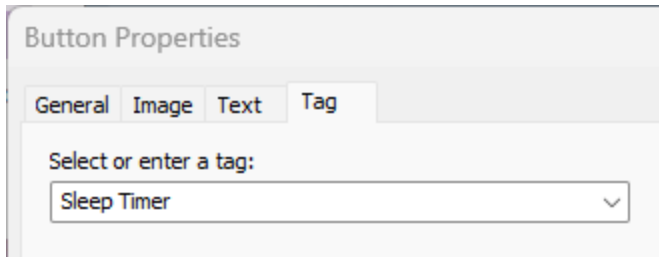 Button Properties
General Image Text Tag
Select or enter a tag:
Sleep Timer